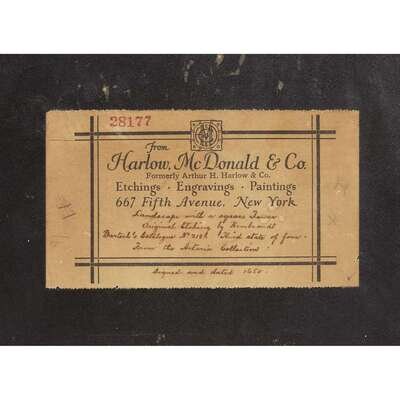 28177
from
Harlow, McDonald & Co.
Formerly Arthur H. Harlow & Co.
Etchings · Engravings · Paintings
667 Fifth Avenue, New York
Landscape with a square Tower
Original Etching by Rembrandt
Bartsch's Catalogue No 218 Third state of four
From the Astoria Collection
Signed and dated 1650